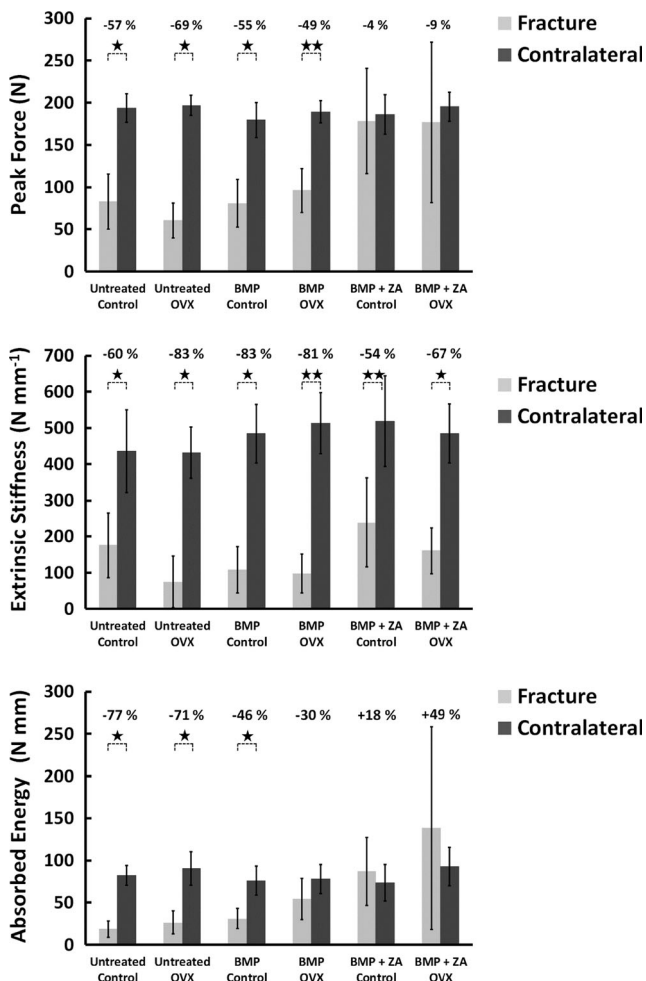 -57 % -69 % -55 % -49 % -4 % -9 %
★ ★ ★ ★★
Fracture
Contralateral
Peak Force (N)
300
250
200
150
100
50
0
Untreated Control
Untreated OVX
BMP Control
BMP OVX
BMP + ZA Control
BMP + ZA OVX
-60 % -83 % -83 % -81 % -54 % -67 %
★ ★ ★ ★★ ★★ ★
Fracture
Contralateral
Extrinsic Stiffness (N mm⁻¹)
700
600
500
400
300
200
100
0
Untreated Control
Untreated OVX
BMP Control
BMP OVX
BMP + ZA Control
BMP + ZA OVX
-77 % -71 % -46 % -30 % +18 % +49 %
★ ★ ★
Fracture
Contralateral
Absorbed Energy (N mm)
300
250
200
150
100
50
0
Untreated Control
Untreated OVX
BMP Control
BMP OVX
BMP + ZA Control
BMP + ZA OVX